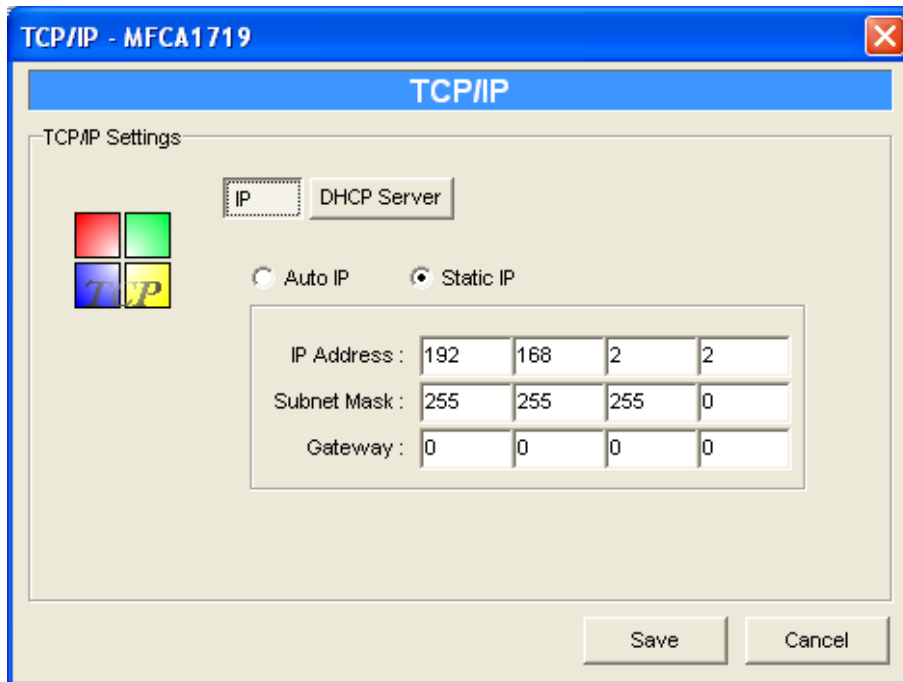 TCP/IP - MFCA1719
TCP/IP
TCP/IP Settings
IP DHCP Server
TCP
Auto IP Static IP
IP Address : 192 168 2 2
Subnet Mask : 255 255 255 0
Gateway : 0 0 0 0
Save Cancel